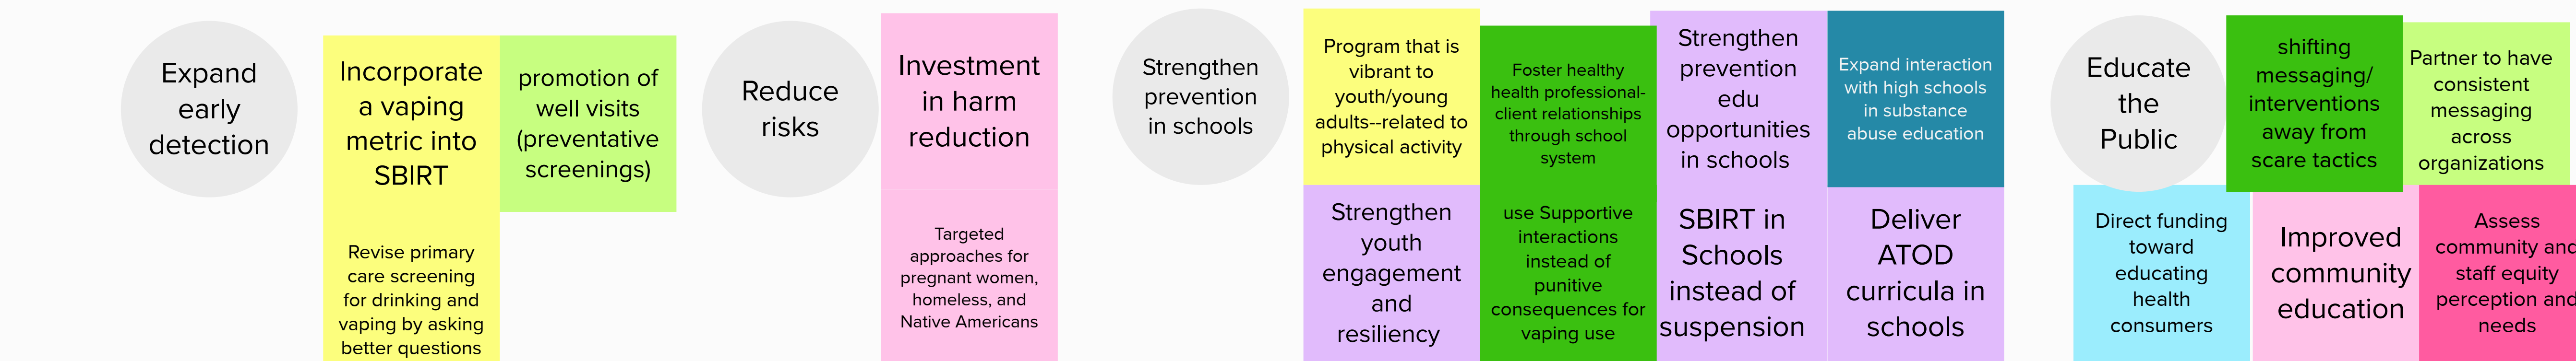 Expand
early
detection
Incorporate
a vaping
metric into
SBIRT
promotion of
well visits
(preventative
screenings)
Revise primary
care screening
for drinking and
vaping by asking
better questions
Reduce
risks
Investment
in harm
reduction
Targeted
approaches for
pregnant women,
homeless, and
Native Americans
Strengthen
prevention
in schools
Program that is
vibrant to
youth/young
adults--related to
physical activity
Foster healthy
health professional-
client relationships
through school
system
Strengthen
prevention
edu
opportunities
in schools
Expand interaction
with high schools
in substance
abuse education
Strengthen
youth
engagement
and
resiliency
use Supportive
interactions
instead of
punitive
consequences for
vaping use
SBIRT in
Schools
instead of
suspension
Deliver
ATOD
curricula in
schools
Educate
the
Public
shifting
messaging/
interventions
away from
scare tactics
Partner to have
consistent
messaging
across
organizations
Direct funding
toward
educating
health
consumers
Improved
community
education
Assess
community and
staff equity
perception and
needs